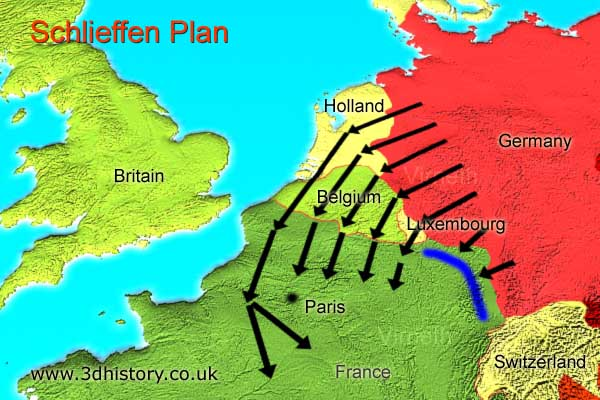 Schlieffen Plan
Holland
Germany
Britain
Belgium
Luxembourg
Paris
Switzerland
www.3dhistory.co.uk
France